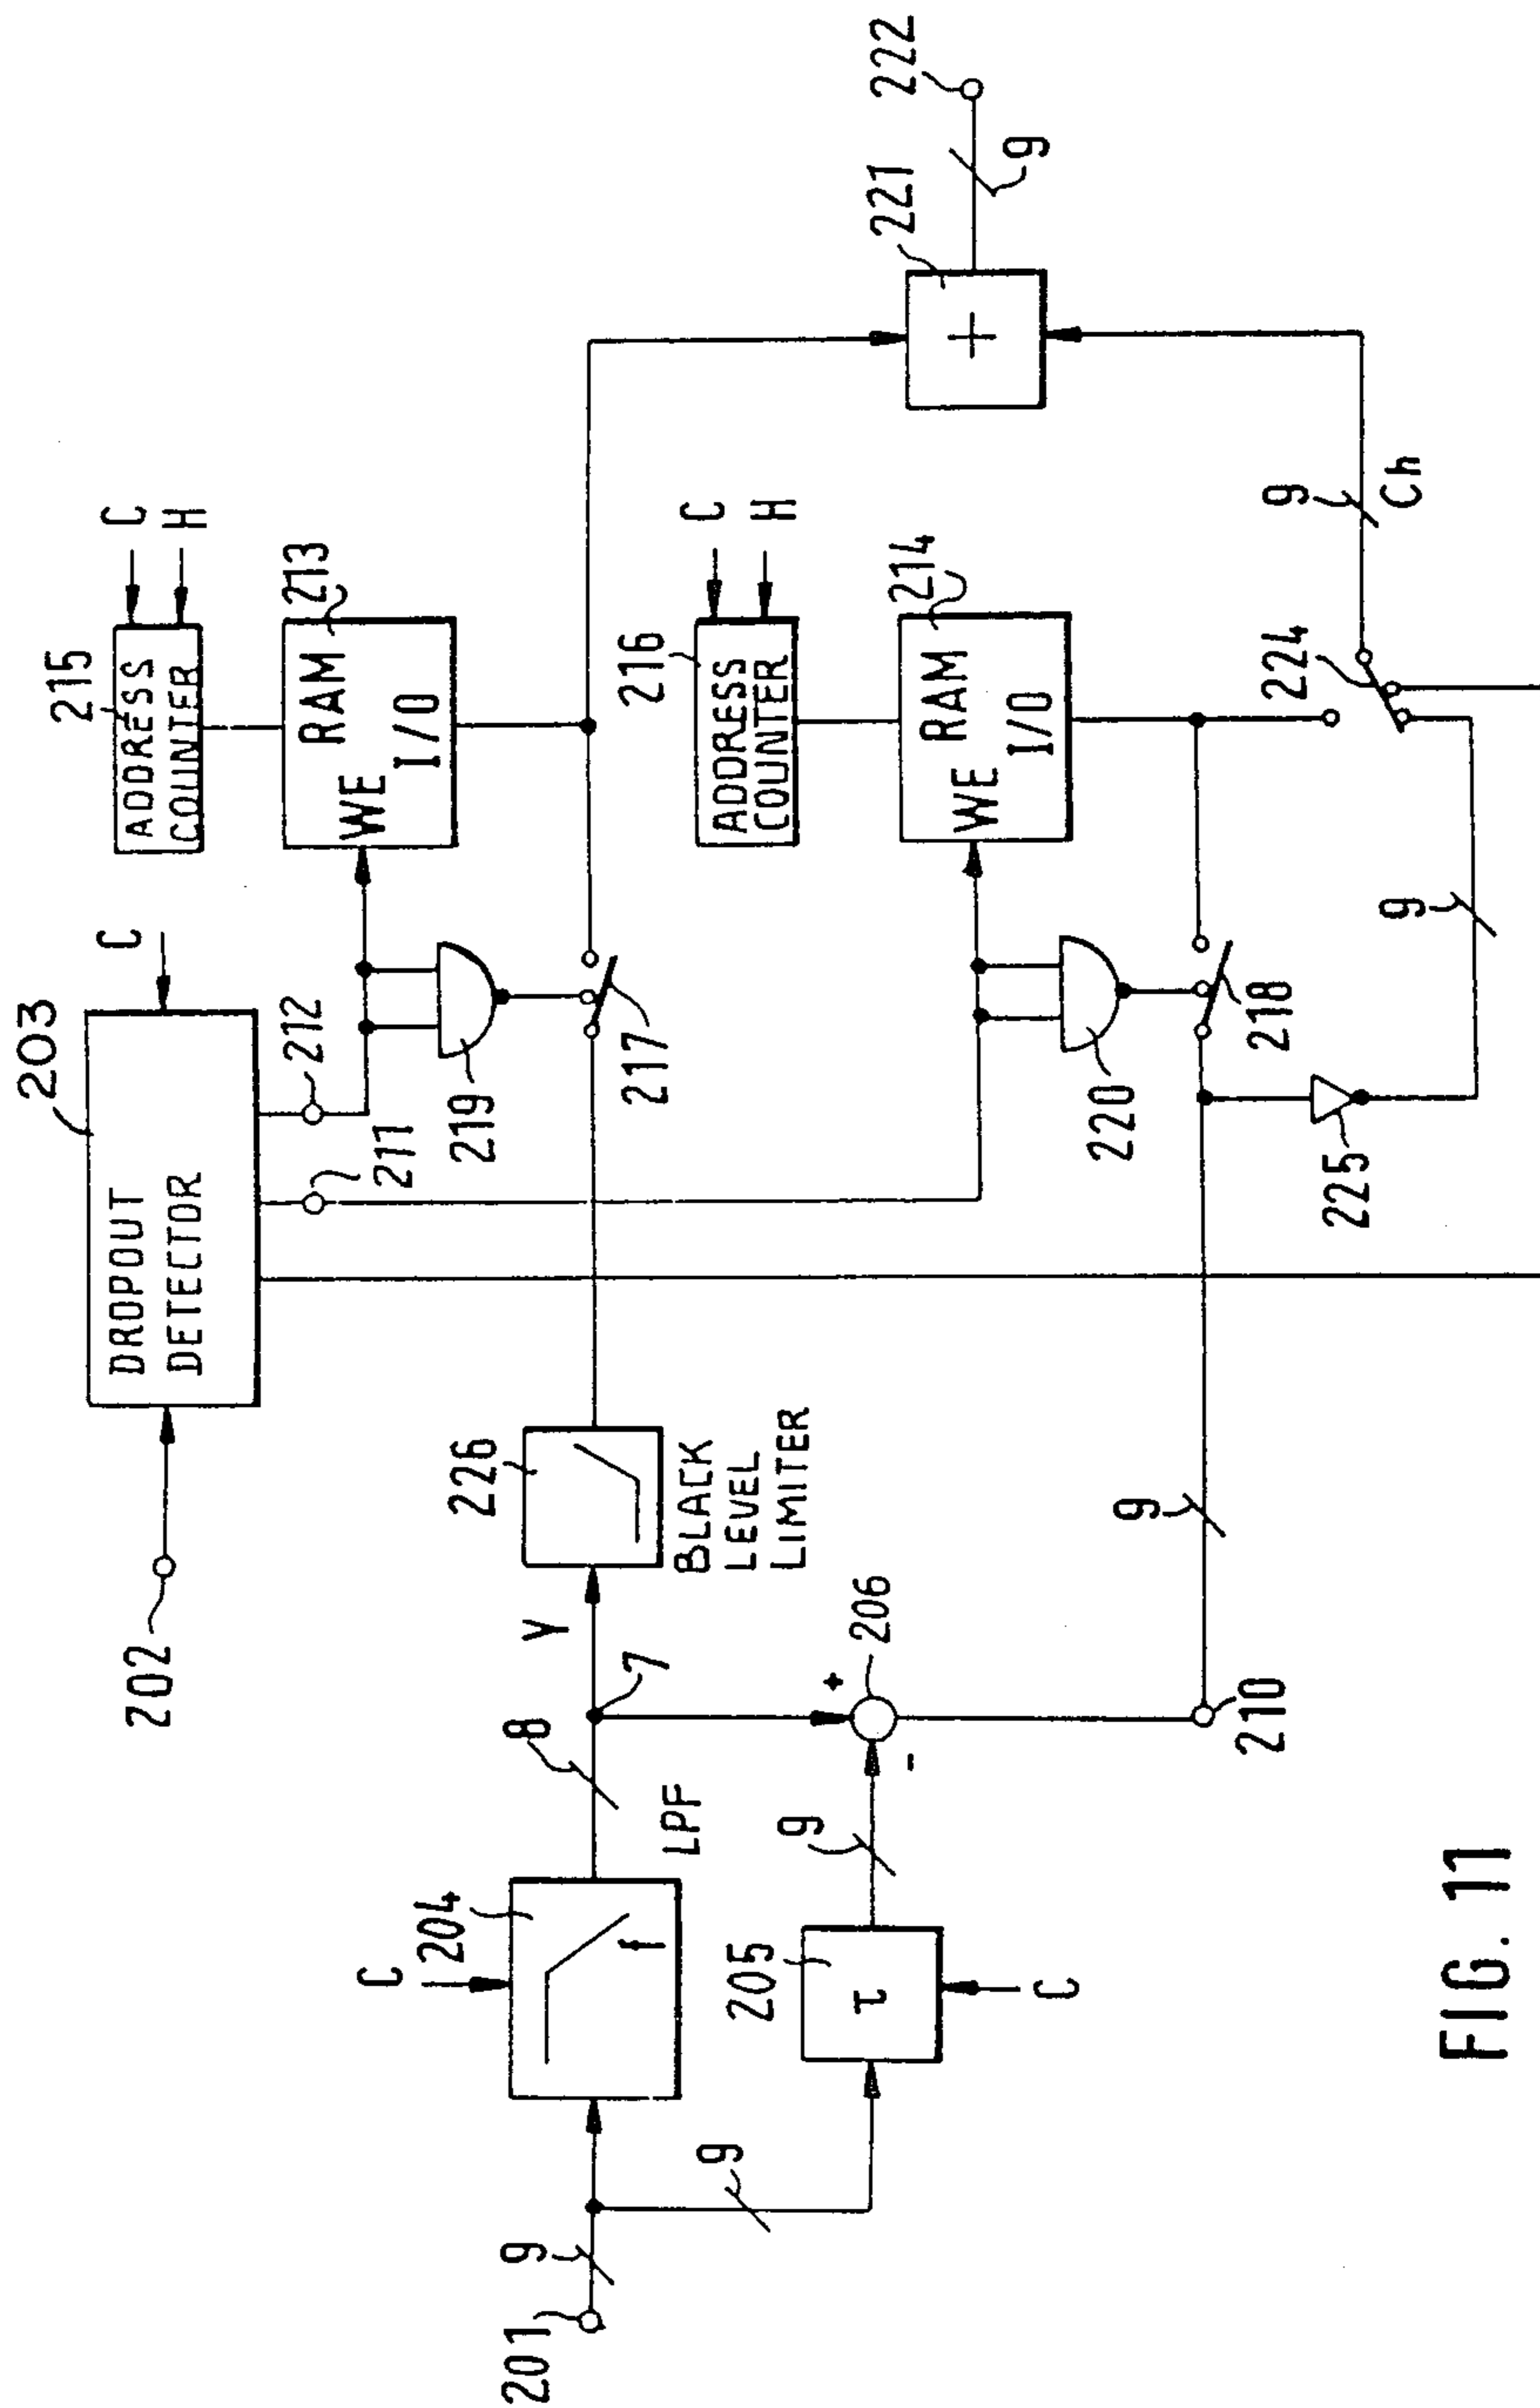 203
DROPOUT
DETECTOR
C
202
212
211
215
ADDRESS
COUNTER
C
H
213
RAM
WE
I/O
219
217
226
BLACK
LEVEL
LIMITER
Y
7
8
LPF
C
204
f
201
9
9
205
τ
C
9
206
+
-
210
9
216
ADDRESS
COUNTER
C
H
214
RAM
WE
I/O
220
218
225
9
224
9
Ch
221
+
222
9
FIG. 11